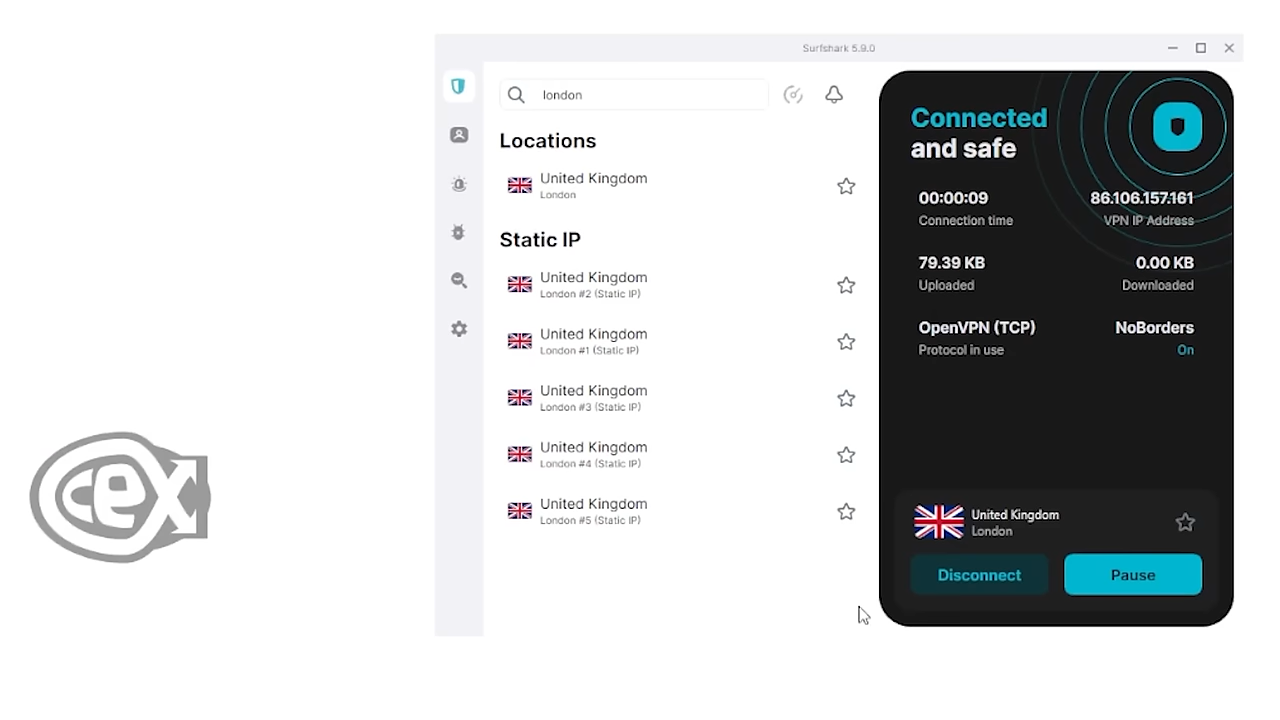 Surfshark 5.9.0
london
Locations
United Kingdom
London
Static IP
United Kingdom
London #2 (Static IP)
United Kingdom
London #1 (Static IP)
United Kingdom
London #3 (Static IP)
United Kingdom
London #4 (Static IP)
United Kingdom
London #5 (Static IP)
Connected
and safe
00:00:09
Connection time
86.106.157.161
VPN IP Address
79.39 KB
Uploaded
0.00 KB
Downloaded
OpenVPN (TCP)
Protocol in use
NoBorders
On
United Kingdom
London
Disconnect
Pause
cex